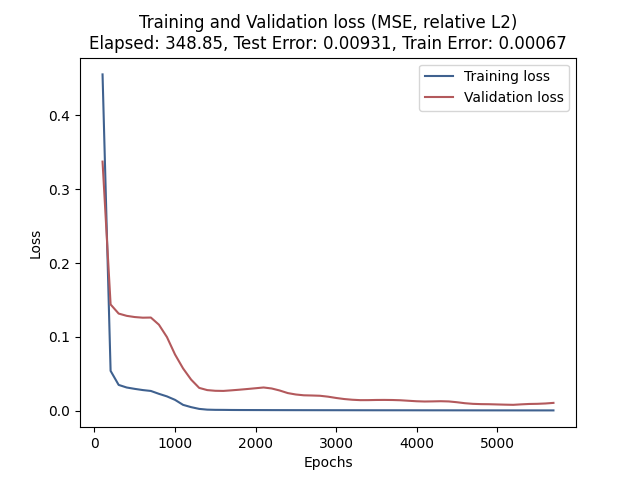 Training and Validation loss (MSE, relative L2)
Elapsed: 348.85, Test Error: 0.00931, Train Error: 0.00067
Training loss
Validation loss
0.4
0.3
0.2
0.1
0.0
Loss
0
1000
2000
3000
4000
5000
Epochs